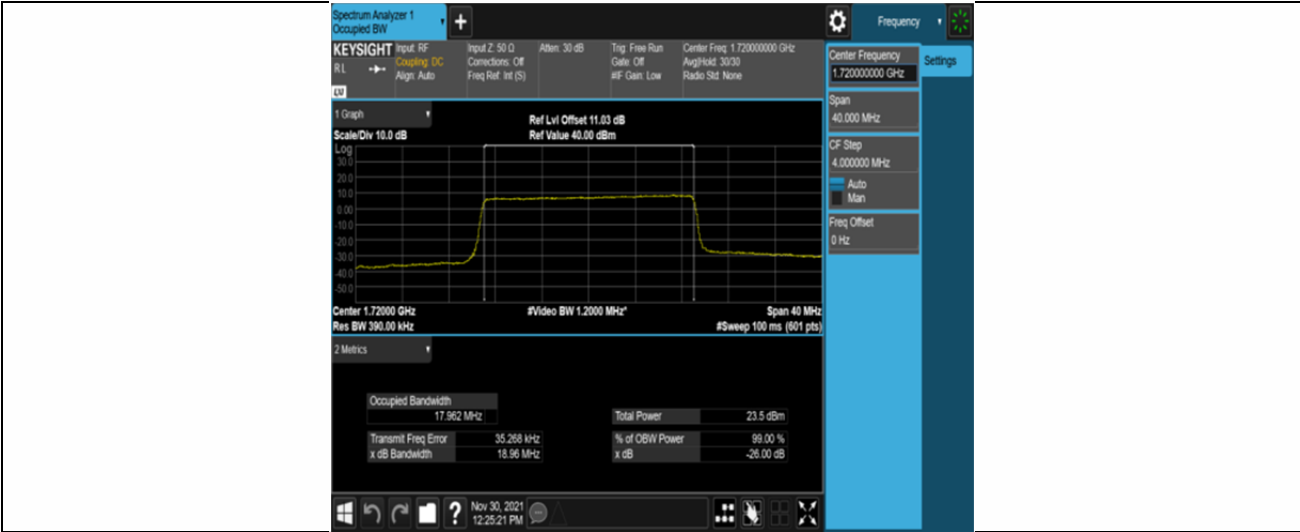 Spectrum Analyzer 1
Occupied BW
+
Frequency
KEYSIGHT
Input: RF
Coupling: DC
Align: Auto
Input Z: 50 Ω
Corrections: Off
Freq Ref: Int (S)
Atten: 30 dB
Trig: Free Run
Gate: Off
#IF Gain: Low
Center Freq: 1.720000000 GHz
Avg|Hold: 30/30
Radio Std: None
RL
LXI
Center Frequency
1.720000000 GHz
Settings
Span
40.000 MHz
CF Step
4.000000 MHz
Auto
Man
Freq Offset
0 Hz
1 Graph
Scale/Div 10.0 dB
Ref Lvl Offset 11.03 dB
Ref Value 40.00 dBm
Log
30.0
20.0
10.0
0.00
-10.0
-20.0
-30.0
-40.0
-50.0
Center 1.72000 GHz
#Video BW 1.2000 MHz*
Span 40 MHz
Res BW 390.00 kHz
#Sweep 100 ms (601 pts)
2 Metrics
Occupied Bandwidth
17.962 MHz
Total Power 23.5 dBm
Transmit Freq Error 35.268 kHz
% of OBW Power 99.00 %
x dB Bandwidth 18.96 MHz
x dB -26.00 dB
?
Nov 30, 2021
12:25:21 PM